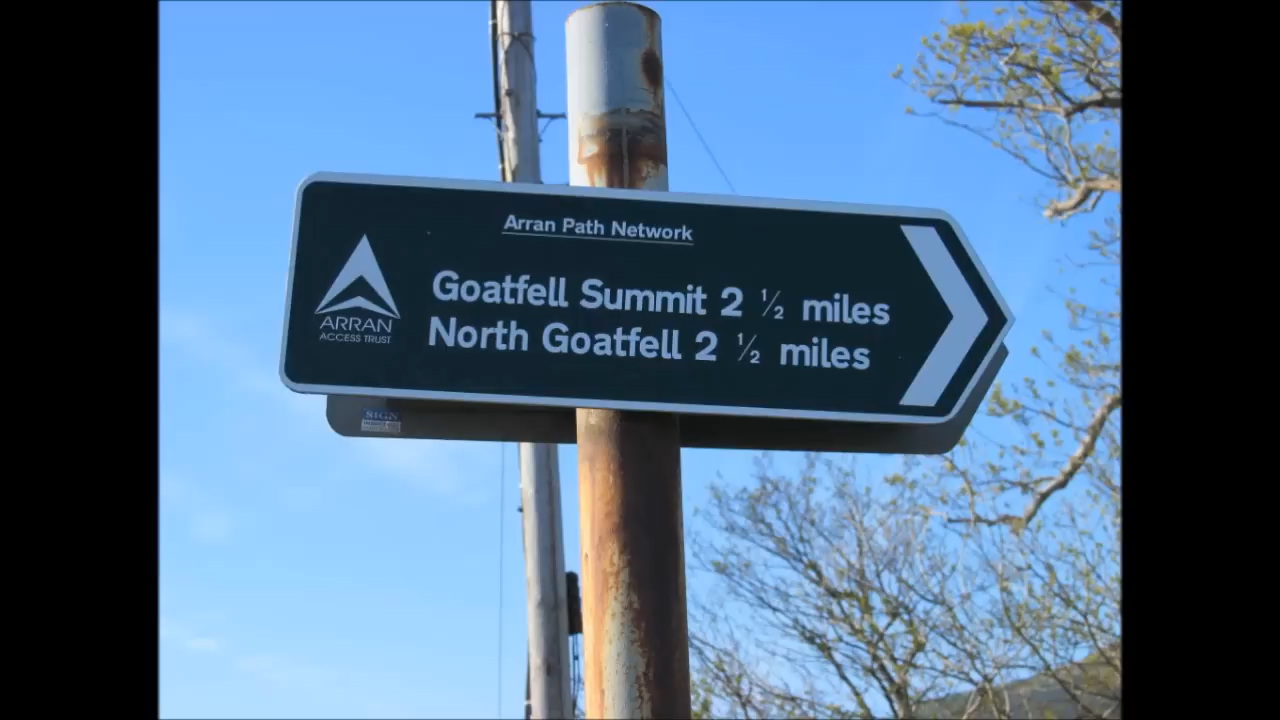 Arran Path Network
Goatfell Summit 2 ½ miles
North Goatfell 2 ½ miles
ARRAN
ACCESS TRUST
SIGN